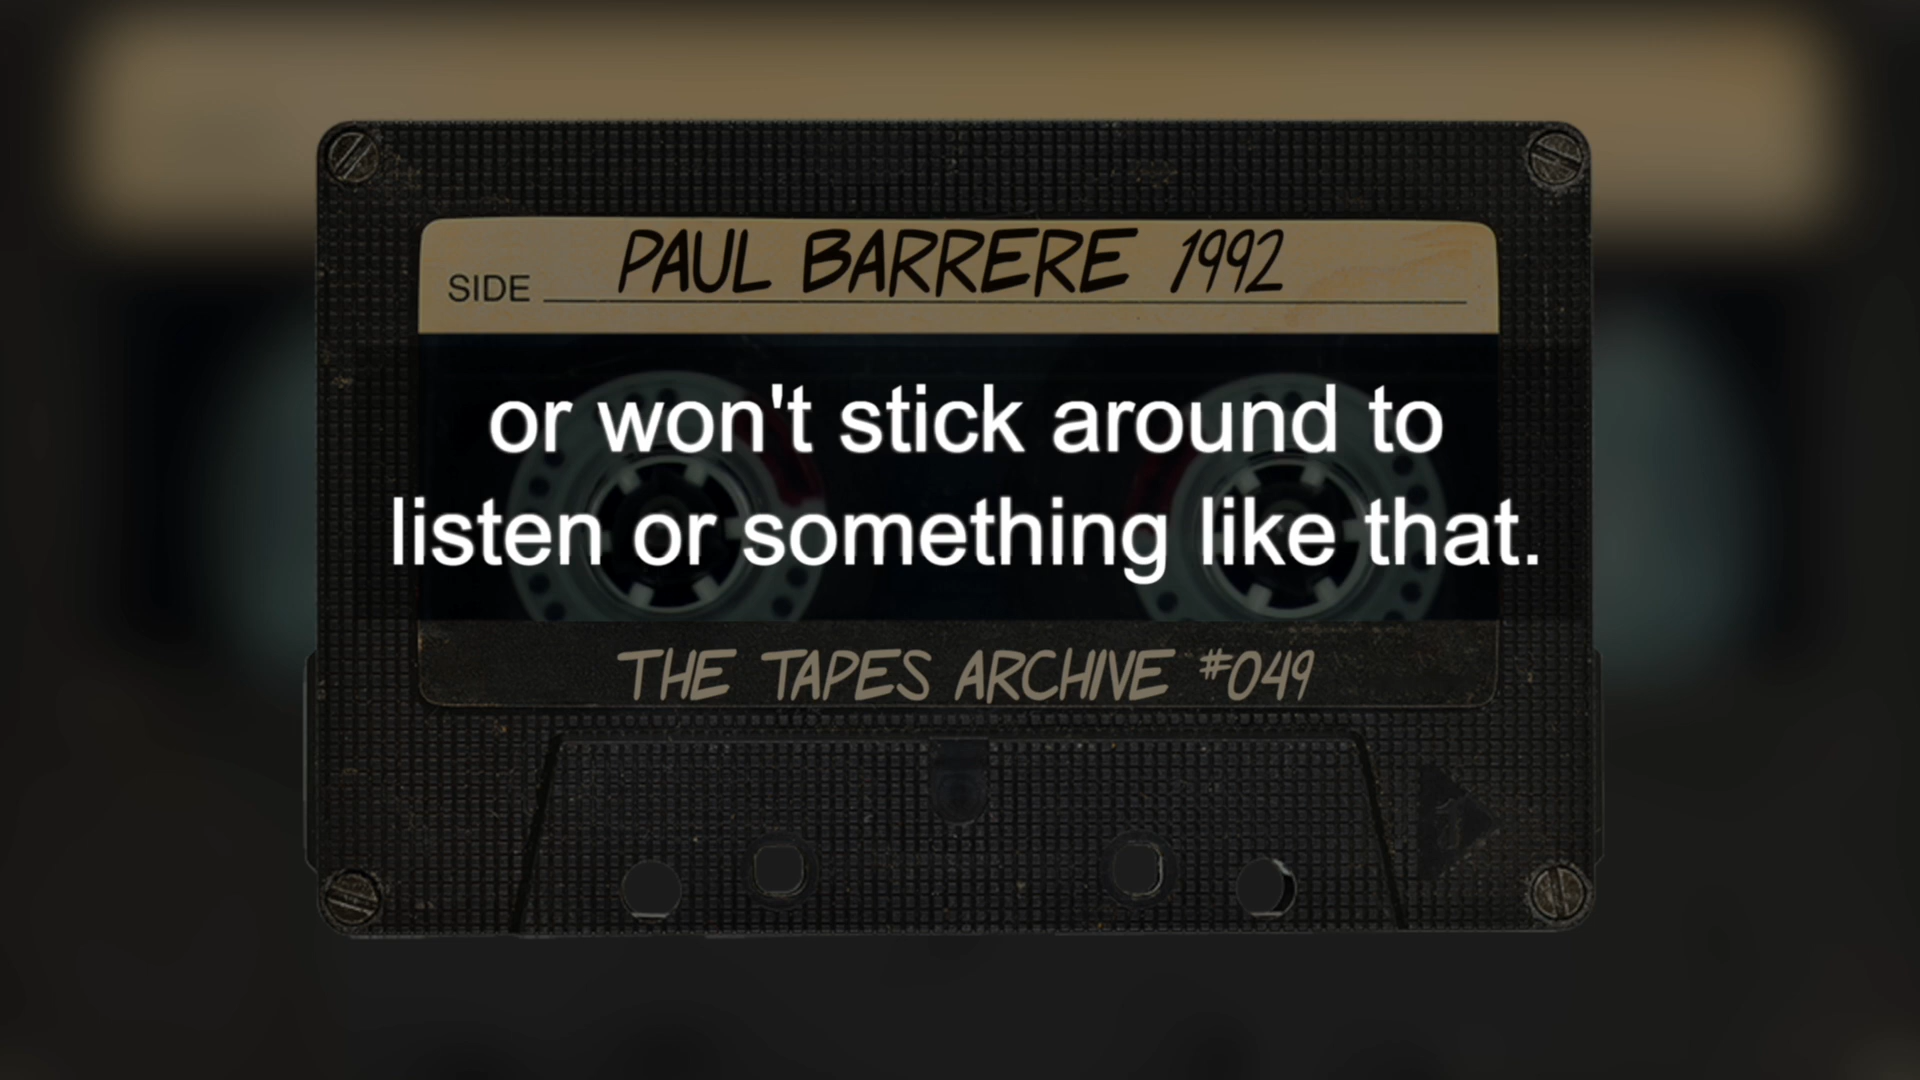 PAUL BARRERE 1992
SIDE
or won't stick around to
listen or something like that.
THE TAPES ARCHIVE #049